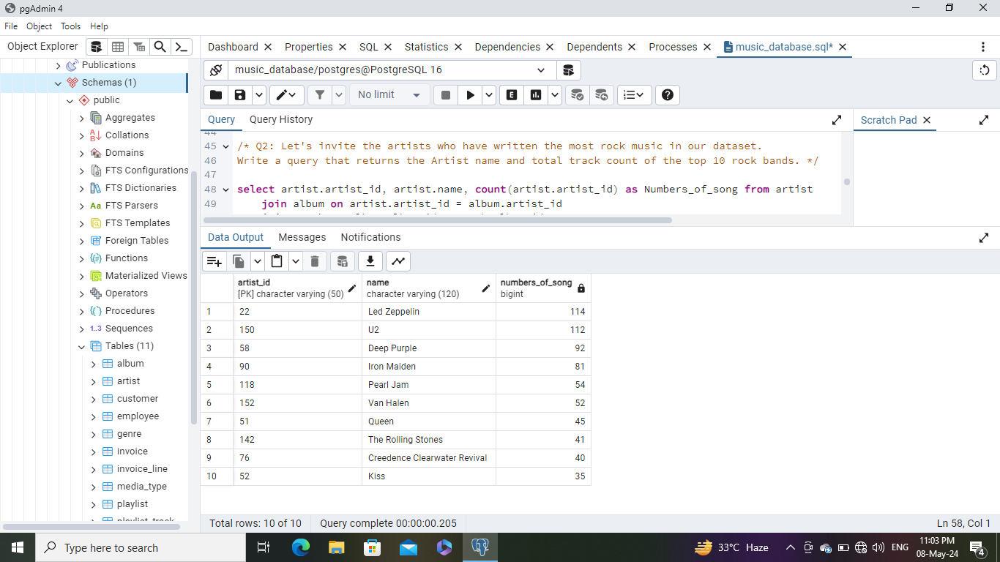 pgAdmin 4
File Object Tools Help
Object Explorer
Dashboard Properties SQL Statistics Dependencies Dependents Processes music_database.sql*
Publications
Schemas (1)
public
Aggregates
Collations
Domains
FTS Configurations
FTS Dictionaries
FTS Parsers
FTS Templates
Foreign Tables
Functions
Materialized Views
Operators
Procedures
1..3 Sequences
Tables (11)
album
artist
customer
employee
genre
invoice
invoice_line
media_type
playlist
playlist_track
music_database/postgres@PostgreSQL 16
No limit
Query Query History
Scratch Pad
44
45 /* Q2: Let's invite the artists who have written the most rock music in our dataset.
46 Write a query that returns the Artist name and total track count of the top 10 rock bands. */
47
48 select artist.artist_id, artist.name, count(artist.artist_id) as Numbers_of_song from artist
49 join album on artist.artist_id = album.artist_id
Data Output Messages Notifications
artist_id name numbers_of_song
[PK] character varying (50) character varying (120) bigint
1 22 Led Zeppelin 114
2 150 U2 112
3 58 Deep Purple 92
4 90 Iron Maiden 81
5 118 Pearl Jam 54
6 152 Van Halen 52
7 51 Queen 45
8 142 The Rolling Stones 41
9 76 Creedence Clearwater Revival 40
10 52 Kiss 35
Total rows: 10 of 10 Query complete 00:00:00.205 Ln 58, Col 1
Type here to search
33°C Haze
ENG
11:03 PM
08-May-24
4